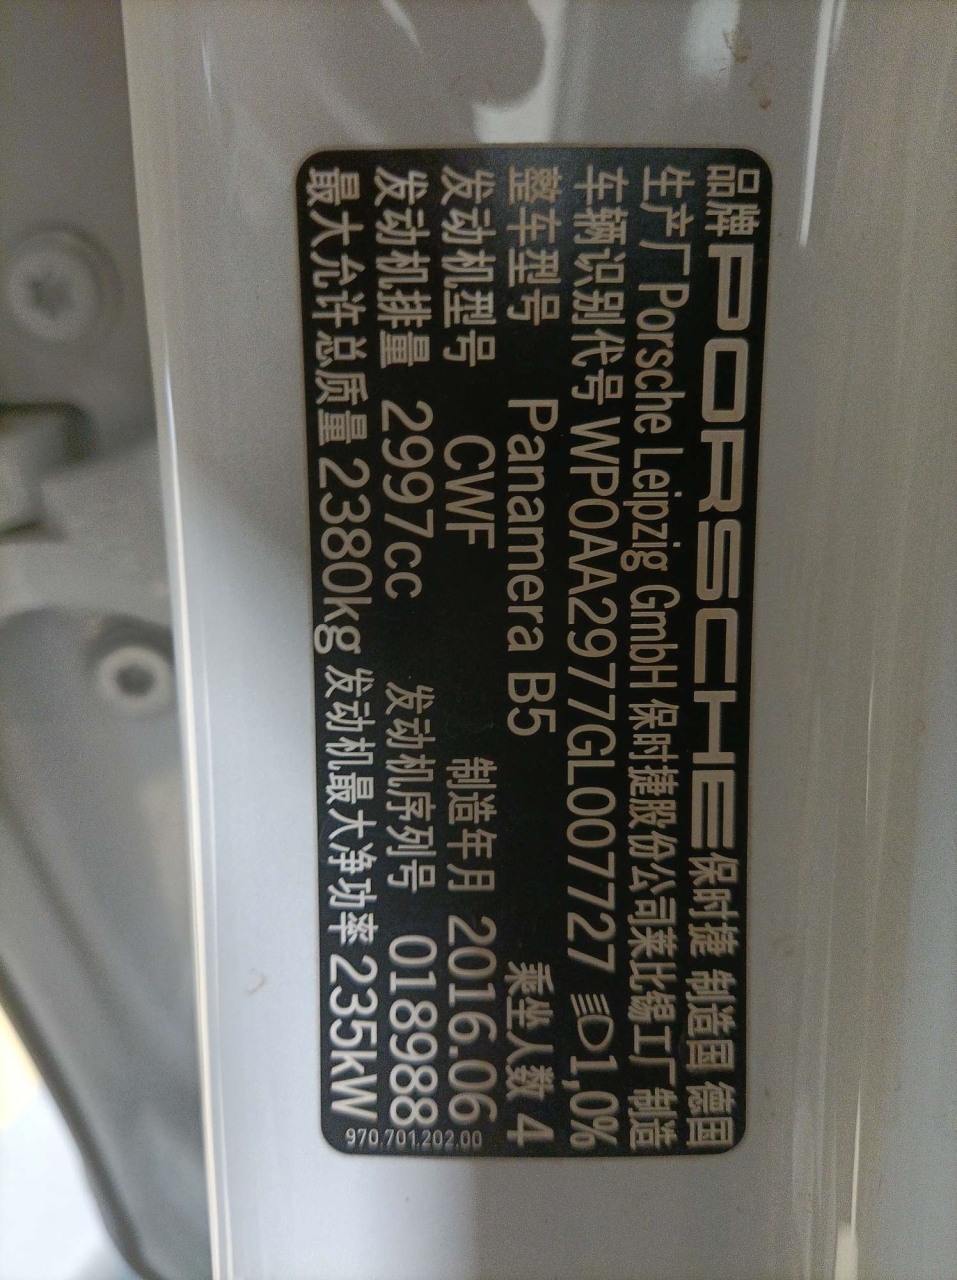 品牌 PORSCHE 保时捷 制造国 德国
生产厂 Porsche Leipzig GmbH 保时捷股份公司莱比锡工厂 制造
车辆识别代号 WP0AA2977GL007727 1,0%
整车型号 Panamera B5 乘坐人数 4
发动机型号 CWF 制造年月 2016.06
发动机排量 2997cc 发动机序列号 018988
最大允许总质量 2380kg 发动机最大净功率 235kW
970.701.202.00